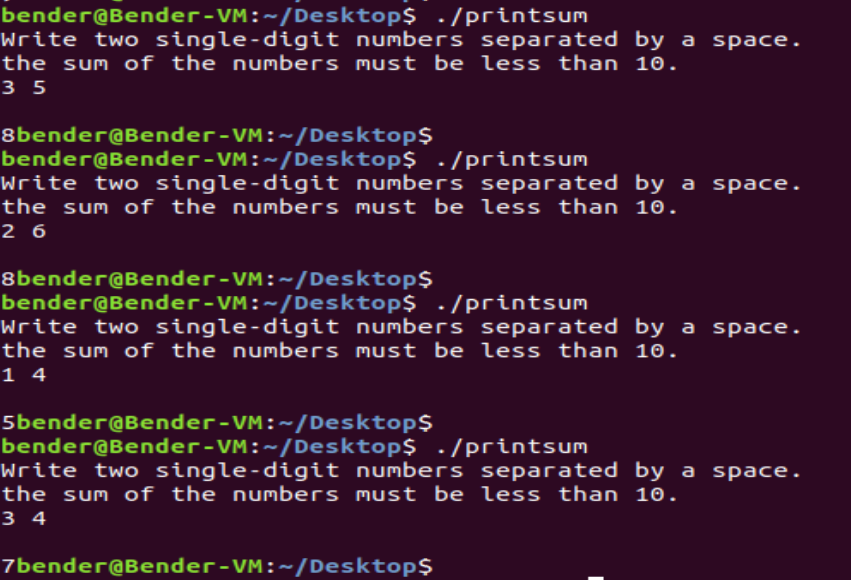 bender@Bender-VM:~/Desktop$ ./printsum
Write two single-digit numbers separated by a space.
the sum of the numbers must be less than 10.
3 5
8bender@Bender-VM:~/Desktop$
bender@Bender-VM:~/Desktop$ ./printsum
Write two single-digit numbers separated by a space.
the sum of the numbers must be less than 10.
2 6
8bender@Bender-VM:~/Desktop$
bender@Bender-VM:~/Desktop$ ./printsum
Write two single-digit numbers separated by a space.
the sum of the numbers must be less than 10.
1 4
5bender@Bender-VM:~/Desktop$
bender@Bender-VM:~/Desktop$ ./printsum
Write two single-digit numbers separated by a space.
the sum of the numbers must be less than 10.
3 4
7bender@Bender-VM:~/Desktop$